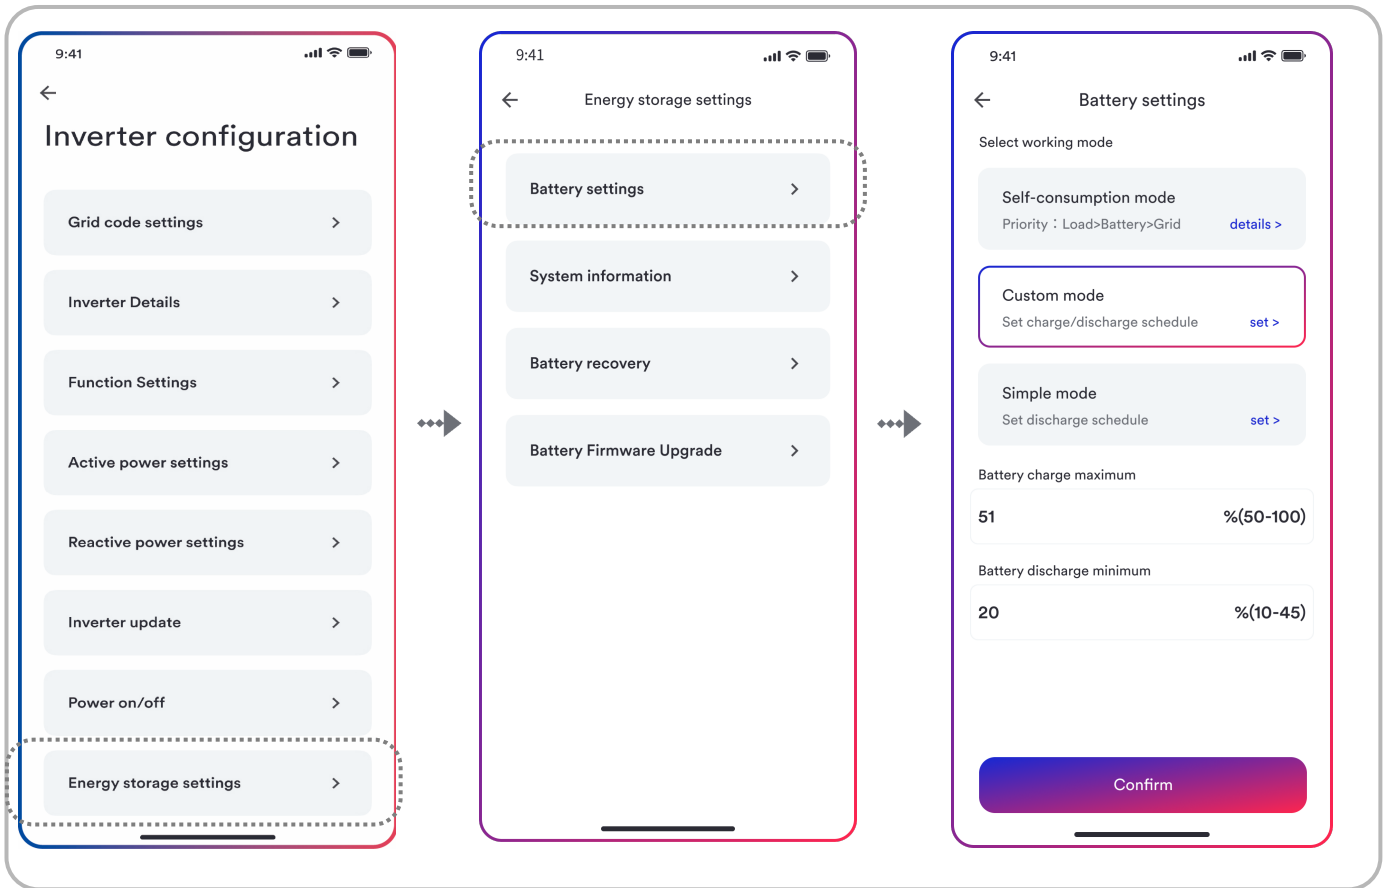 9:41
Inverter configuration
Grid code settings
Inverter Details
Function Settings
Active power settings
Reactive power settings
Inverter update
Power on/off
Energy storage settings
9:41
Energy storage settings
Battery settings
System information
Battery recovery
Battery Firmware Upgrade
9:41
Battery settings
Select working mode
Self-consumption mode
Priority：Load>Battery>Grid details >
Custom mode
Set charge/discharge schedule set >
Simple mode
Set discharge schedule set >
Battery charge maximum
51 %(50-100)
Battery discharge minimum
20 %(10-45)
Confirm